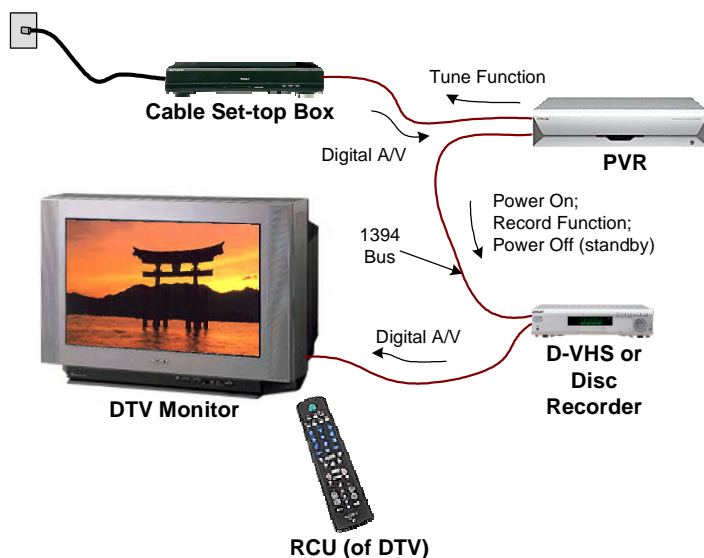 Tune Function
Cable Set-top Box
Digital A/V
PVR
Power On;
Record Function;
Power Off (standby)
1394
Bus
Digital A/V
D-VHS or
Disc
Recorder
DTV Monitor
RCU (of DTV)